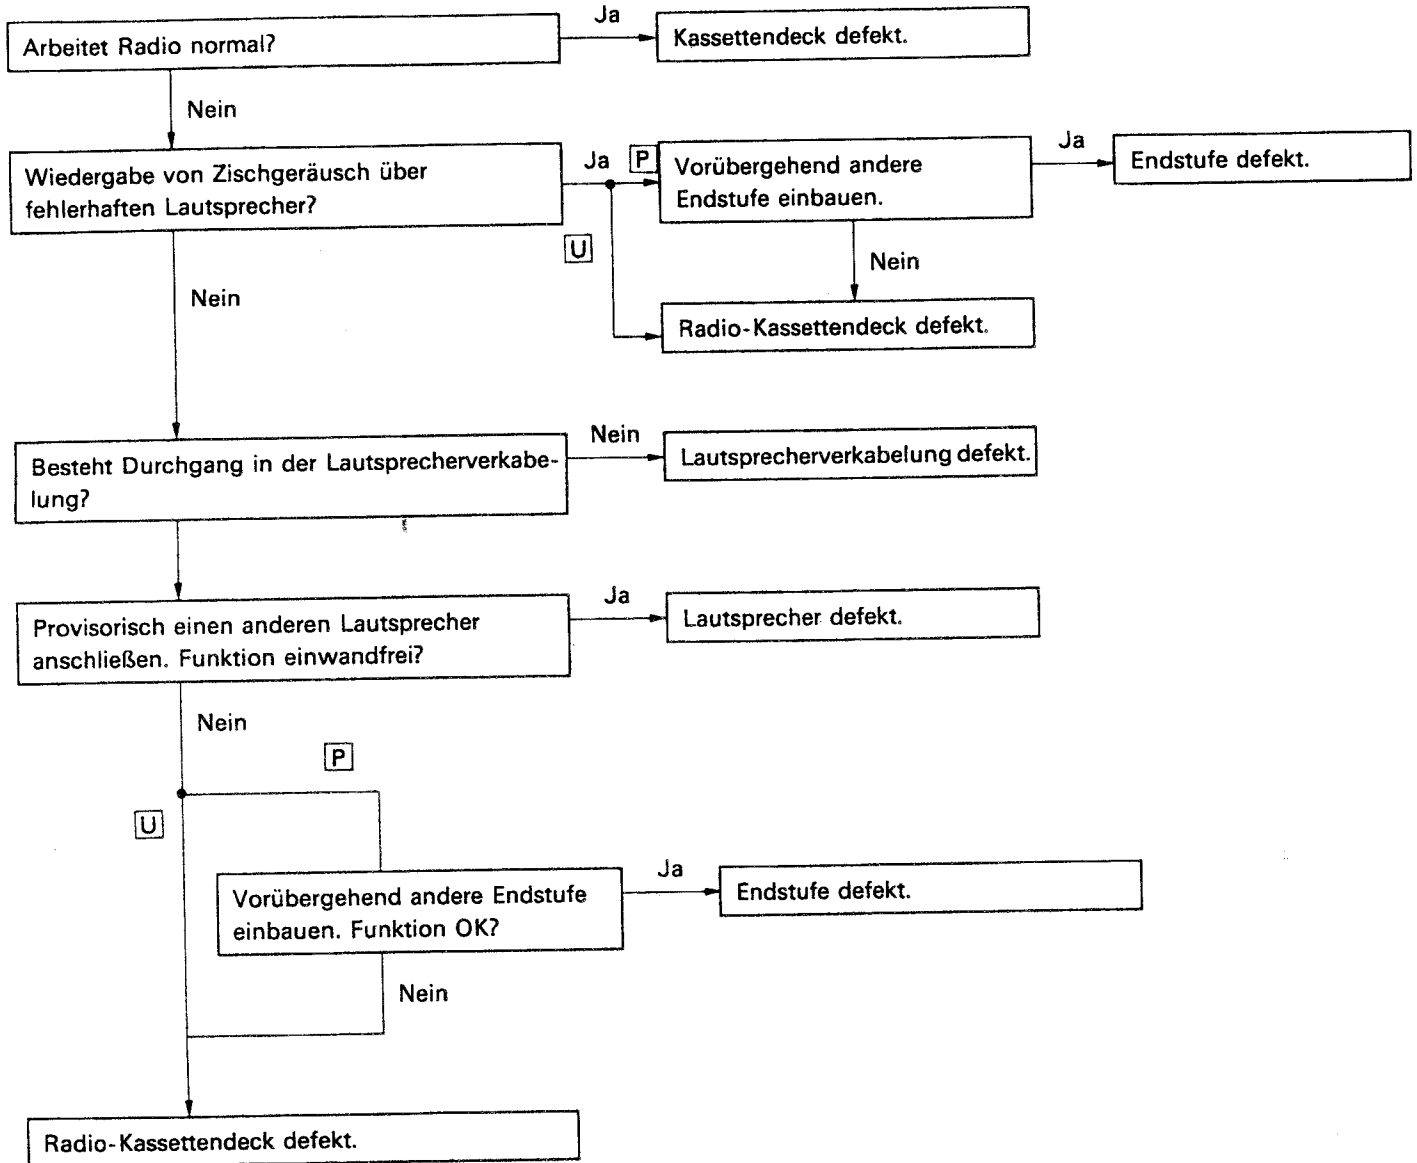 Ja
Arbeitet Radio normal?
Kassettendeck defekt.
Nein
Wiedergabe von Zischgeräusch über
fehlerhaften Lautsprecher?
Ja
P
Vorübergehend andere
Endstufe einbauen.
Ja
Endstufe defekt.
U
Nein
Nein
Radio-Kassettendeck defekt.
Besteht Durchgang in der Lautsprecherverkabe-
lung?
Nein
Lautsprecherverkabelung defekt.
Provisorisch einen anderen Lautsprecher
anschließen. Funktion einwandfrei?
Ja
Lautsprecher defekt.
Nein
P
U
Vorübergehend andere Endstufe
einbauen. Funktion OK?
Ja
Endstufe defekt.
Nein
Radio-Kassettendeck defekt.